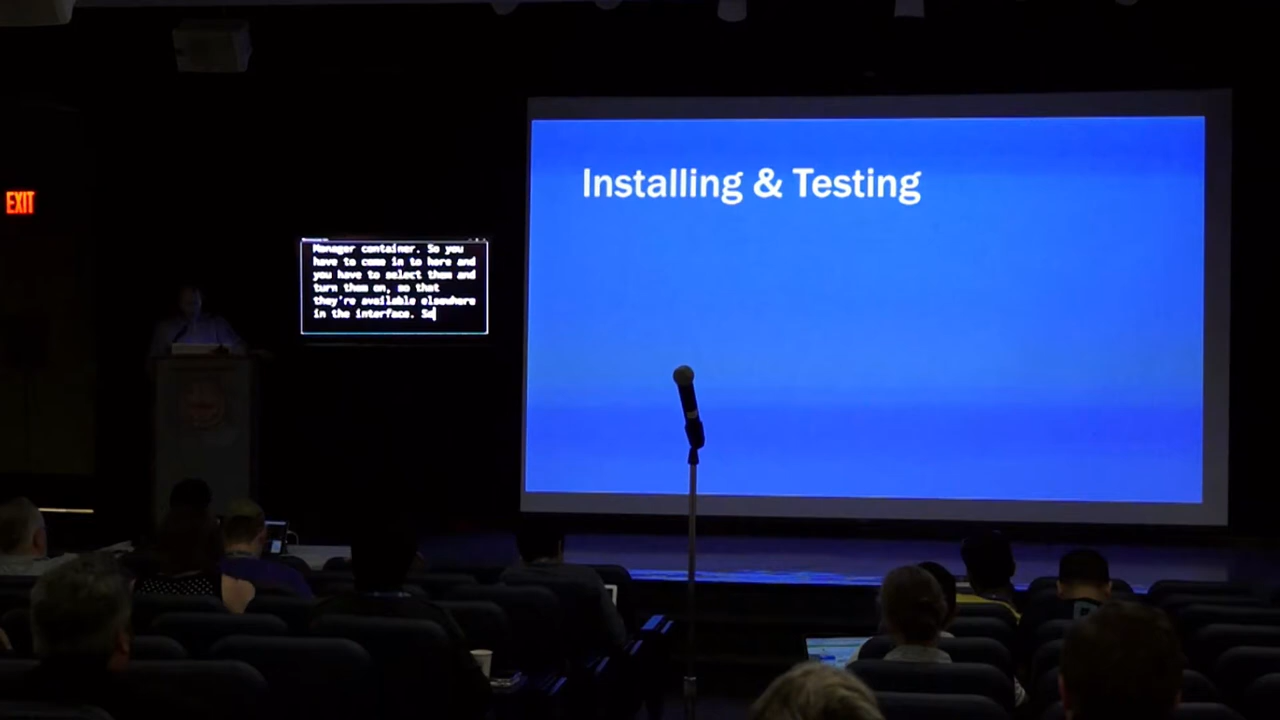 EXIT
Manager container. So you
have to come in to here and
you have to select them and
turn them on, so that
they're available elsewhere
in the interface. So
Installing & Testing